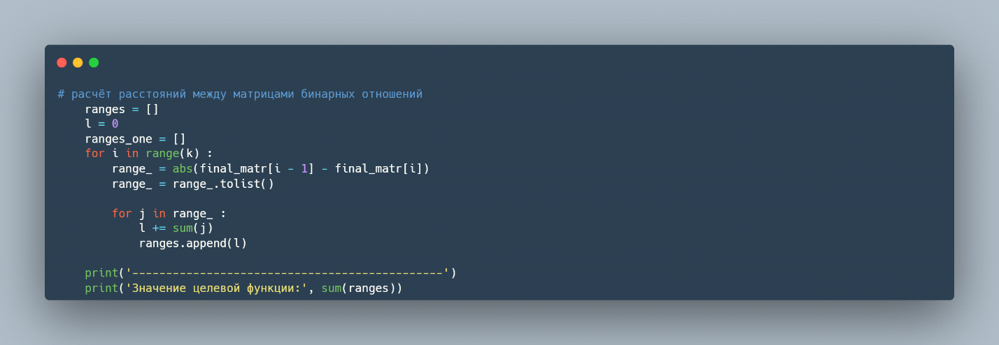 # расчёт расстояний между матрицами бинарных отношений
    ranges = []
    l = 0
    ranges_one = []
    for i in range(k) :
        range_ = abs(final_matr[i - 1] - final_matr[i])
        range_ = range_.tolist()

        for j in range_ :
            l += sum(j)
            ranges.append(l)

    print('----------------------------------------------')
    print('Значение целевой функции:', sum(ranges))